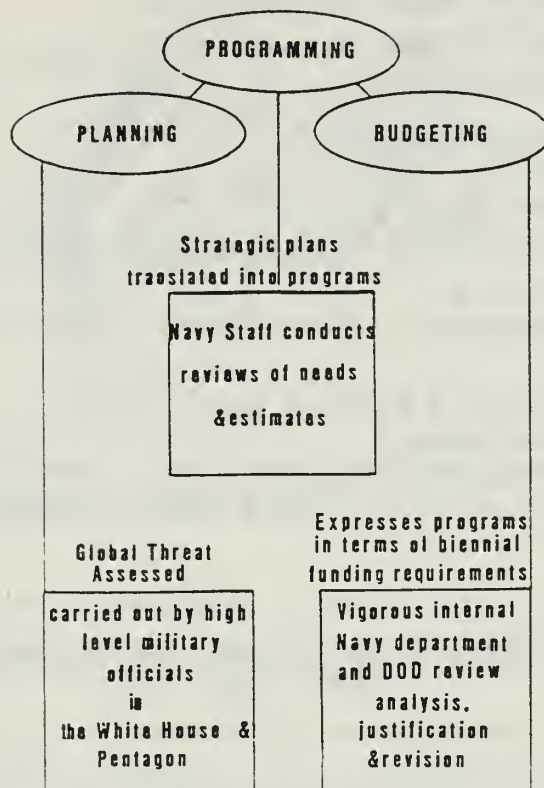 PROGRAMMING
PLANNING
BUDGETING
Strategic plans
translated into programs
Navy Staff conducts
reviews of needs
&estimates
Global Threat
Assessed
carried out by high
level military
officials
in
the White House &
Pentagon
Expresses programs
in terms of biennial
funding requirements
Vigorous internal
Navy department
and DOD review
analysis,
justification
&revision